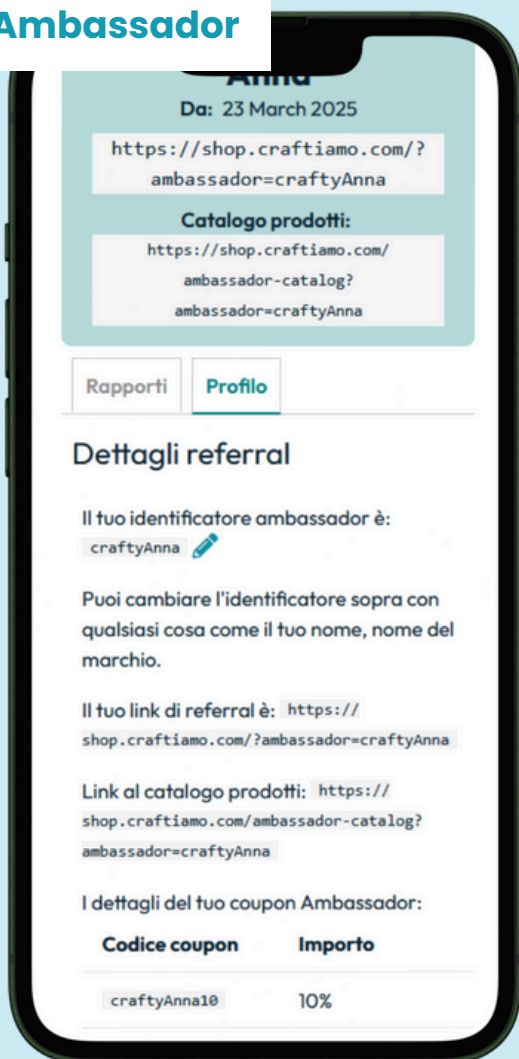 Ambassador
Anna
Da: 23 March 2025
https://shop.craftiamo.com/?
ambassador=craftyAnna
Catalogo prodotti:
https://shop.craftiamo.com/
ambassador-catalog?
ambassador=craftyAnna
Rapporti Profilo
Dettagli referral
Il tuo identificatore ambassador è:
craftyAnna
Puoi cambiare l'identificatore sopra con
qualsiasi cosa come il tuo nome, nome del
marchio.
Il tuo link di referral è: https://
shop.craftiamo.com/?ambassador=craftyAnna
Link al catalogo prodotti: https://
shop.craftiamo.com/ambassador-catalog?
ambassador=craftyAnna
I dettagli del tuo coupon Ambassador:
Codice coupon Importo
craftyAnna10 10%